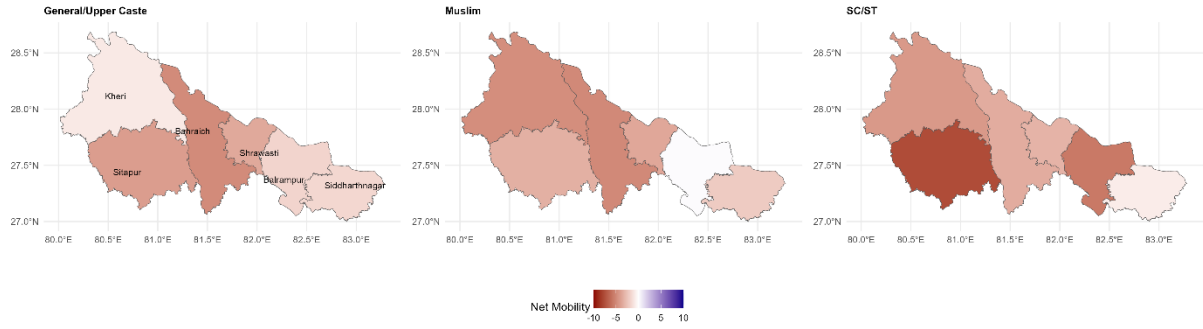 General/Upper Caste
Muslim
SC/ST
28.5°N
28.0°N
27.5°N
27.0°N
Kheri
Bahraich
Sitapur
Shrawasti
Balrampur
Siddharthnagar
80.0°E 80.5°E 81.0°E 81.5°E 82.0°E 82.5°E 83.0°E
28.5°N
28.0°N
27.5°N
27.0°N
80.0°E 80.5°E 81.0°E 81.5°E 82.0°E 82.5°E 83.0°E
28.5°N
28.0°N
27.5°N
27.0°N
80.0°E 80.5°E 81.0°E 81.5°E 82.0°E 82.5°E 83.0°E
Net Mobility
-10 -5 0 5 10